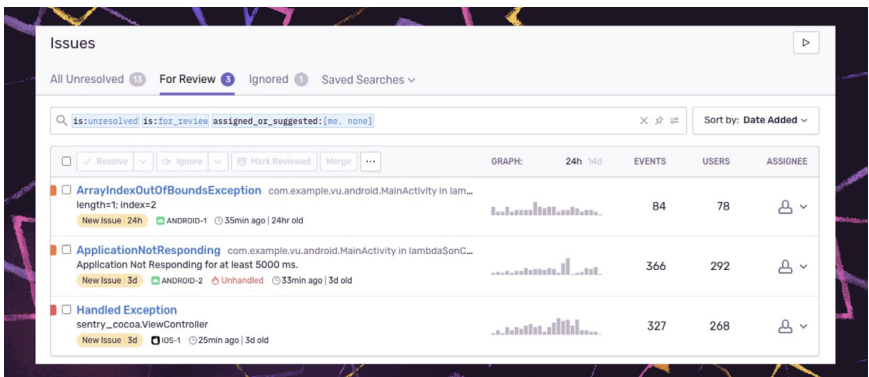 Issues
All Unresolved 13 For Review 3 Ignored 1 Saved Searches
is:unresolved is:for_review assigned_or_suggested:[me, none]
Sort by: Date Added
Resolve Ignore Mark Reviewed Merge ... GRAPH: 24h 14d EVENTS USERS ASSIGNEE
ArrayIndexOutOfBoundsException com.example.vu.android.MainActivity in lam...
length=1; index=2
New Issue 24h ANDROID-1 35min ago | 24hr old
84 78
ApplicationNotResponding com.example.vu.android.MainActivity in lambda$onC...
Application Not Responding for at least 5000 ms.
New Issue 3d ANDROID-2 Unhandled 33min ago | 3d old
366 292
Handled Exception
sentry_cocoa.ViewController
New Issue 3d IOS-1 25min ago | 3d old
327 268